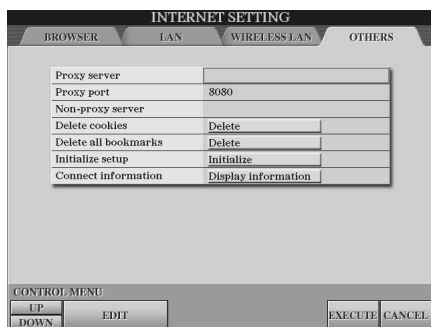 INTERNET SETTING
BROWSER LAN WIRELESS LAN OTHERS
Proxy server
Proxy port 8080
Non-proxy server
Delete cookies Delete
Delete all bookmarks Delete
Initialize setup Initialize
Connect information Display information
CONTROL MENU
UP
DOWN
EDIT
EXECUTE CANCEL